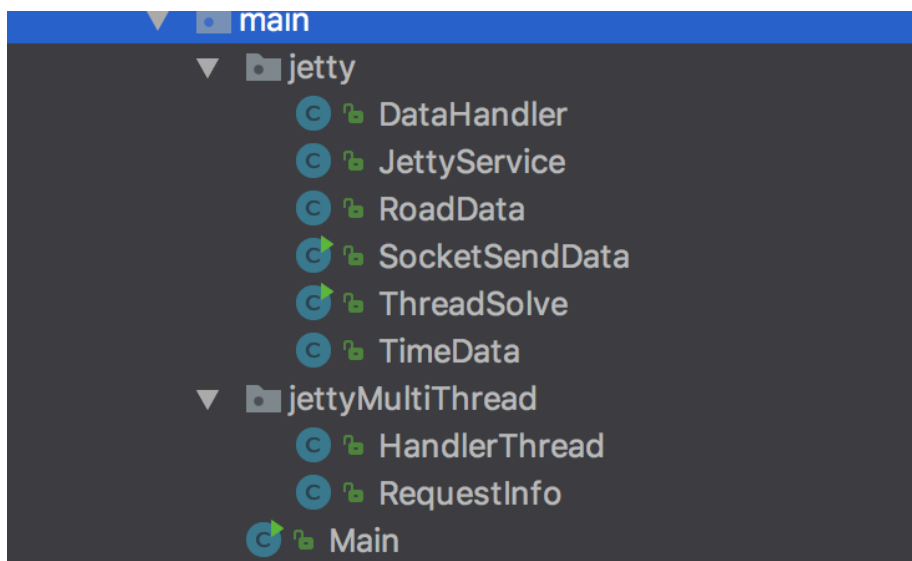 main
jetty
DataHandler
JettyService
RoadData
SocketSendData
ThreadSolve
TimeData
jettyMultiThread
HandlerThread
RequestInfo
Main